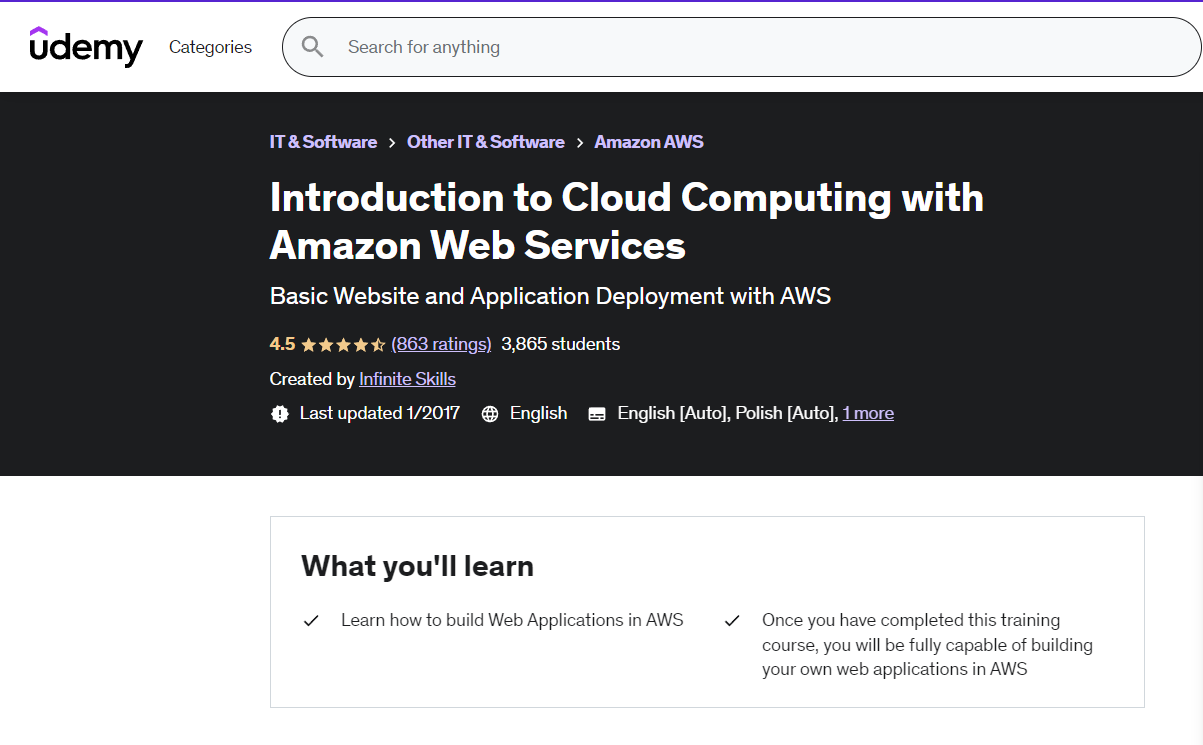 udemy Categories Search for anything
IT & Software > Other IT & Software > Amazon AWS
Introduction to Cloud Computing with
Amazon Web Services
Basic Website and Application Deployment with AWS
4.5 (863 ratings) 3,865 students
Created by Infinite Skills
Last updated 1/2017 English English [Auto], Polish [Auto], 1 more
What you'll learn
Learn how to build Web Applications in AWS
Once you have completed this training
course, you will be fully capable of building
your own web applications in AWS